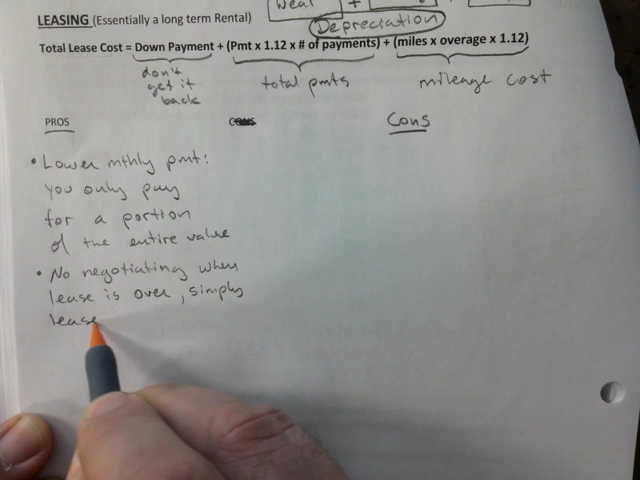 Wear +
LEASING (Essentially a long term Rental)
Depreciation
Total Lease Cost = Down Payment + (Pmt x 1.12 x # of payments) + (miles x overage x 1.12)
don't
get it
back
total pmts
mileage cost
PROS
Cons
• Lower mthly pmt:
you only pay
for a portion
of the entire value
• No negotiating when
lease is over, simply
lease